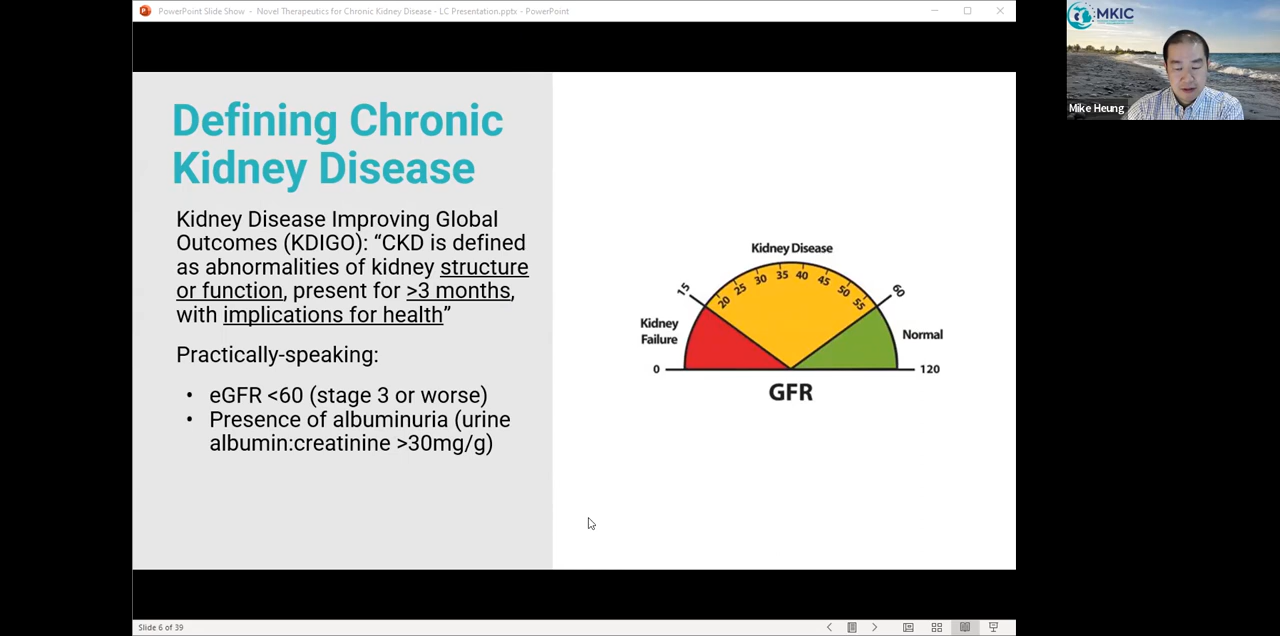 PowerPoint Slide Show - Novel Therapeutics for Chronic Kidney Disease - LC Presentation.pptx - PowerPoint
MKIC
Mike Heung
Defining Chronic
Kidney Disease
Kidney Disease Improving Global
Outcomes (KDIGO): “CKD is defined
as abnormalities of kidney structure
or function, present for >3 months,
with implications for health”
Practically-speaking:
• eGFR <60 (stage 3 or worse)
• Presence of albuminuria (urine
albumin:creatinine >30mg/g)
Kidney Disease
15 20 25 30 35 40 45 50 55 60
Kidney
Failure
Normal
0
120
GFR
Slide 6 of 39